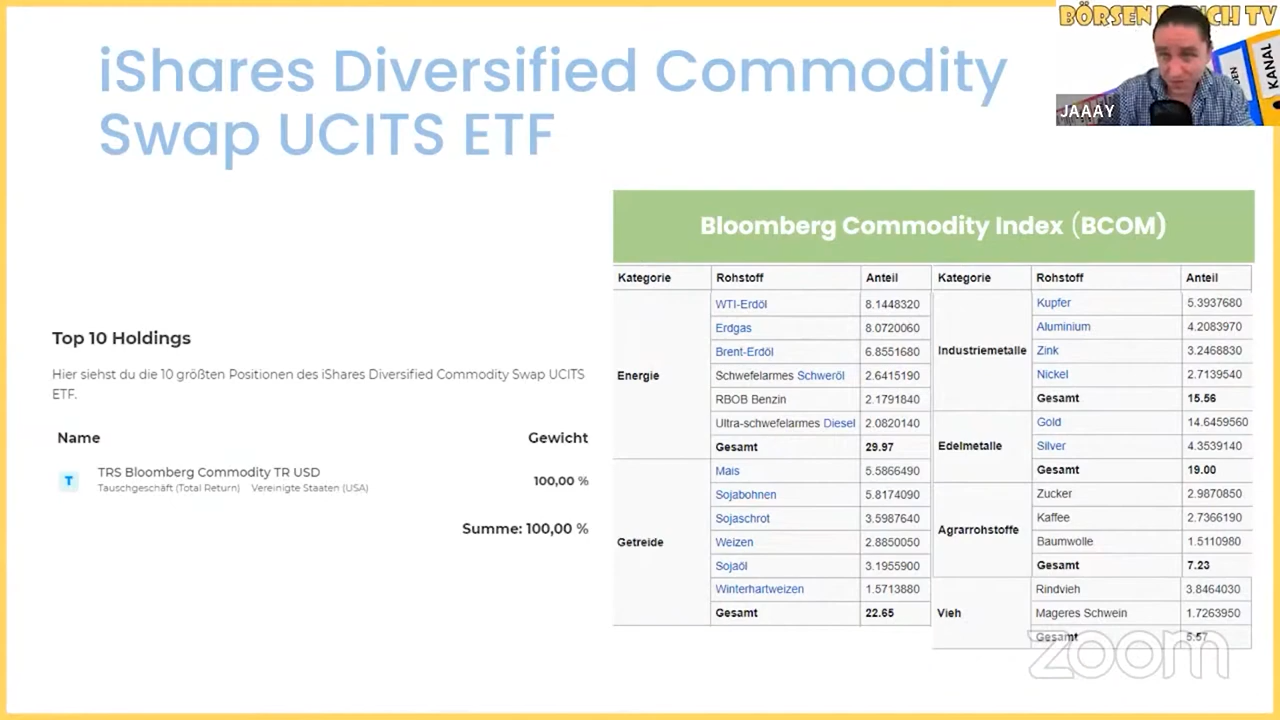 BÖRSEN
CH TV
KANAL
JAAAY
iShares Diversified Commodity
Swap UCITS ETF
Top 10 Holdings
Hier siehst du die 10 größten Positionen des iShares Diversified Commodity Swap UCITS
ETF.
Name Gewicht
T TRS Bloomberg Commodity TR USD 100,00 %
Tauschgeschäft (Total Return) Vereinigte Staaten (USA)
Summe: 100,00 %
Bloomberg Commodity Index (BCOM)
Kategorie Rohstoff Anteil
Energie
WTI-Erdöl 8.1448320
Erdgas 8.0720060
Brent-Erdöl 6.8551680
Schwefelarmes Schweröl 2.6415190
RBOB Benzin 2.1791840
Ultra-schwefelarmes Diesel 2.0820140
Gesamt 29.97
Getreide
Mais 5.5866490
Sojabohnen 5.8174090
Sojaschrot 3.5987640
Weizen 2.8850050
Sojaöl 3.1955900
Winterhartweizen 1.5713880
Gesamt 22.65
Kategorie Rohstoff Anteil
Industriemetalle
Kupfer 5.3937680
Aluminium 4.2083970
Zink 3.2468830
Nickel 2.7139540
Gesamt 15.56
Edelmetalle
Gold 14.6459560
Silver 4.3539140
Gesamt 19.00
Agrarrohstoffe
Zucker 2.9870850
Kaffee 2.7366190
Baumwolle 1.5110980
Gesamt 7.23
Vieh
Rindvieh 3.8464030
Mageres Schwein 1.7263950
Gesamt 5.57
zoom